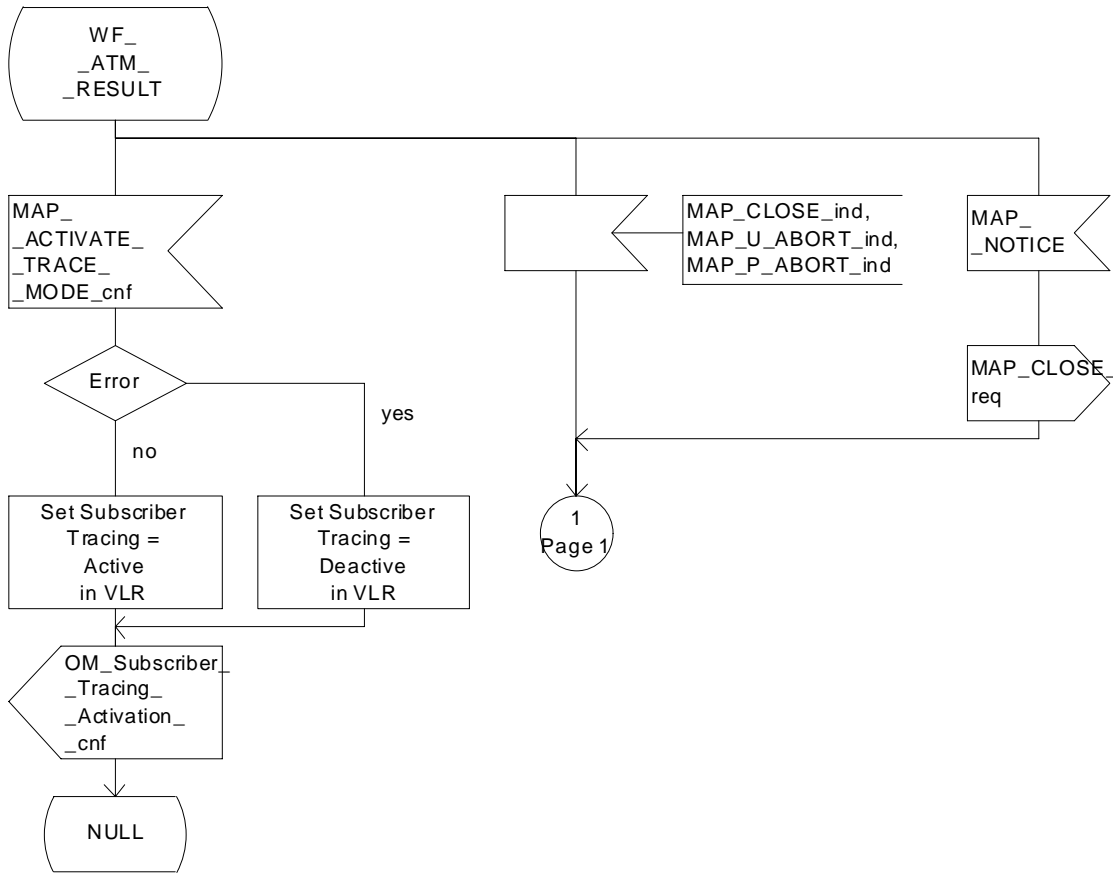 WF_
_ATM_
_RESULT
MAP_
_ACTIVATE_
_TRACE_
_MODE_cnf
MAP_CLOSE_ind,
MAP_U_ABORT_ind,
MAP_P_ABORT_ind
MAP_
_NOTICE
Error
yes
no
MAP_CLOSE_
req
Set Subscriber
Tracing =
Active
in VLR
Set Subscriber
Tracing =
Deactive
in VLR
1
Page 1
OM_Subscriber_
_Tracing_
_Activation_
_cnf
NULL